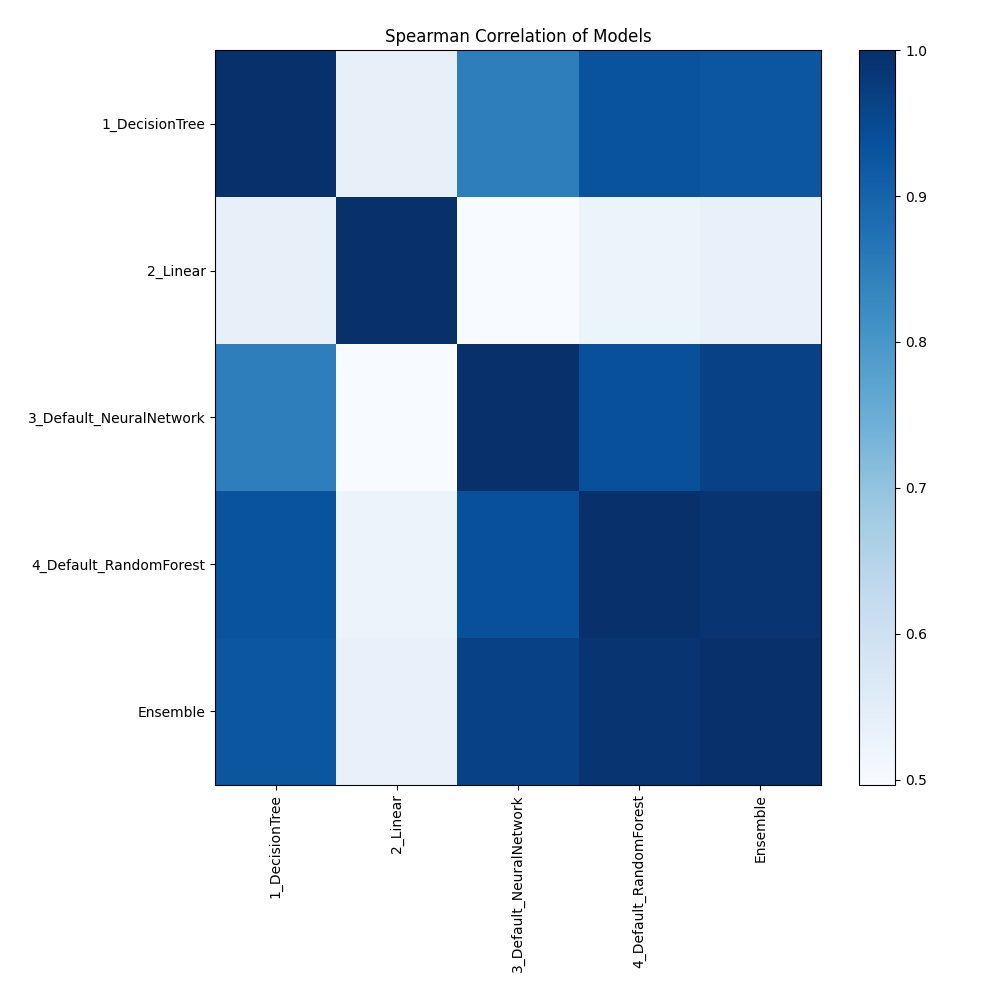 Spearman Correlation of Models
1_DecisionTree
2_Linear
3_Default_NeuralNetwork
4_Default_RandomForest
Ensemble
1_DecisionTree
2_Linear
3_Default_NeuralNetwork
4_Default_RandomForest
Ensemble
1.0
0.9
0.8
0.7
0.6
0.5